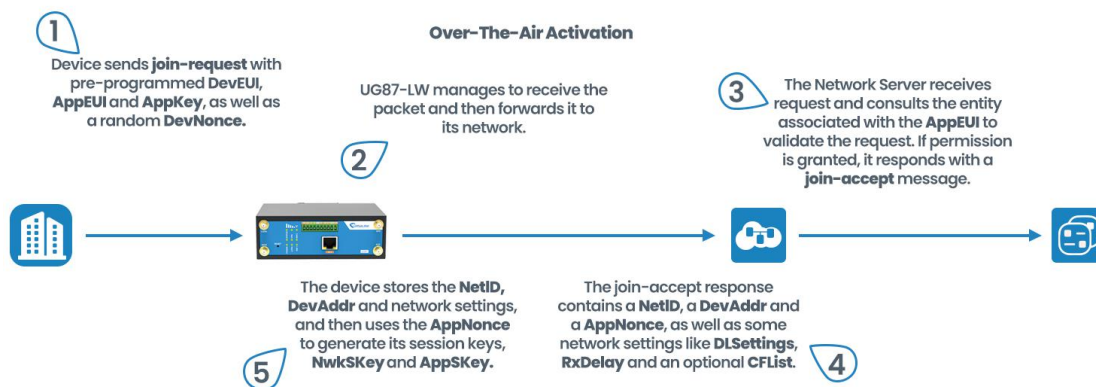 Over-The-Air Activation
1
Device sends join-request with
pre-programmed DevEUI,
AppEUI and AppKey, as well as
a random DevNonce.
UG87-LW manages to receive the
packet and then forwards it to
its network.
2
3
The Network Server receives
request and consults the entity
associated with the AppEUI to
validate the request. If permission
is granted, it responds with a
join-accept message.
The device stores the NetID,
DevAddr and network settings,
and then uses the AppNonce
to generate its session keys,
NwkSKey and AppSKey.
5
The join-accept response
contains a NetID, a DevAddr and
a AppNonce, as well as some
network settings like DLSettings,
RxDelay and an optional CFList.
4